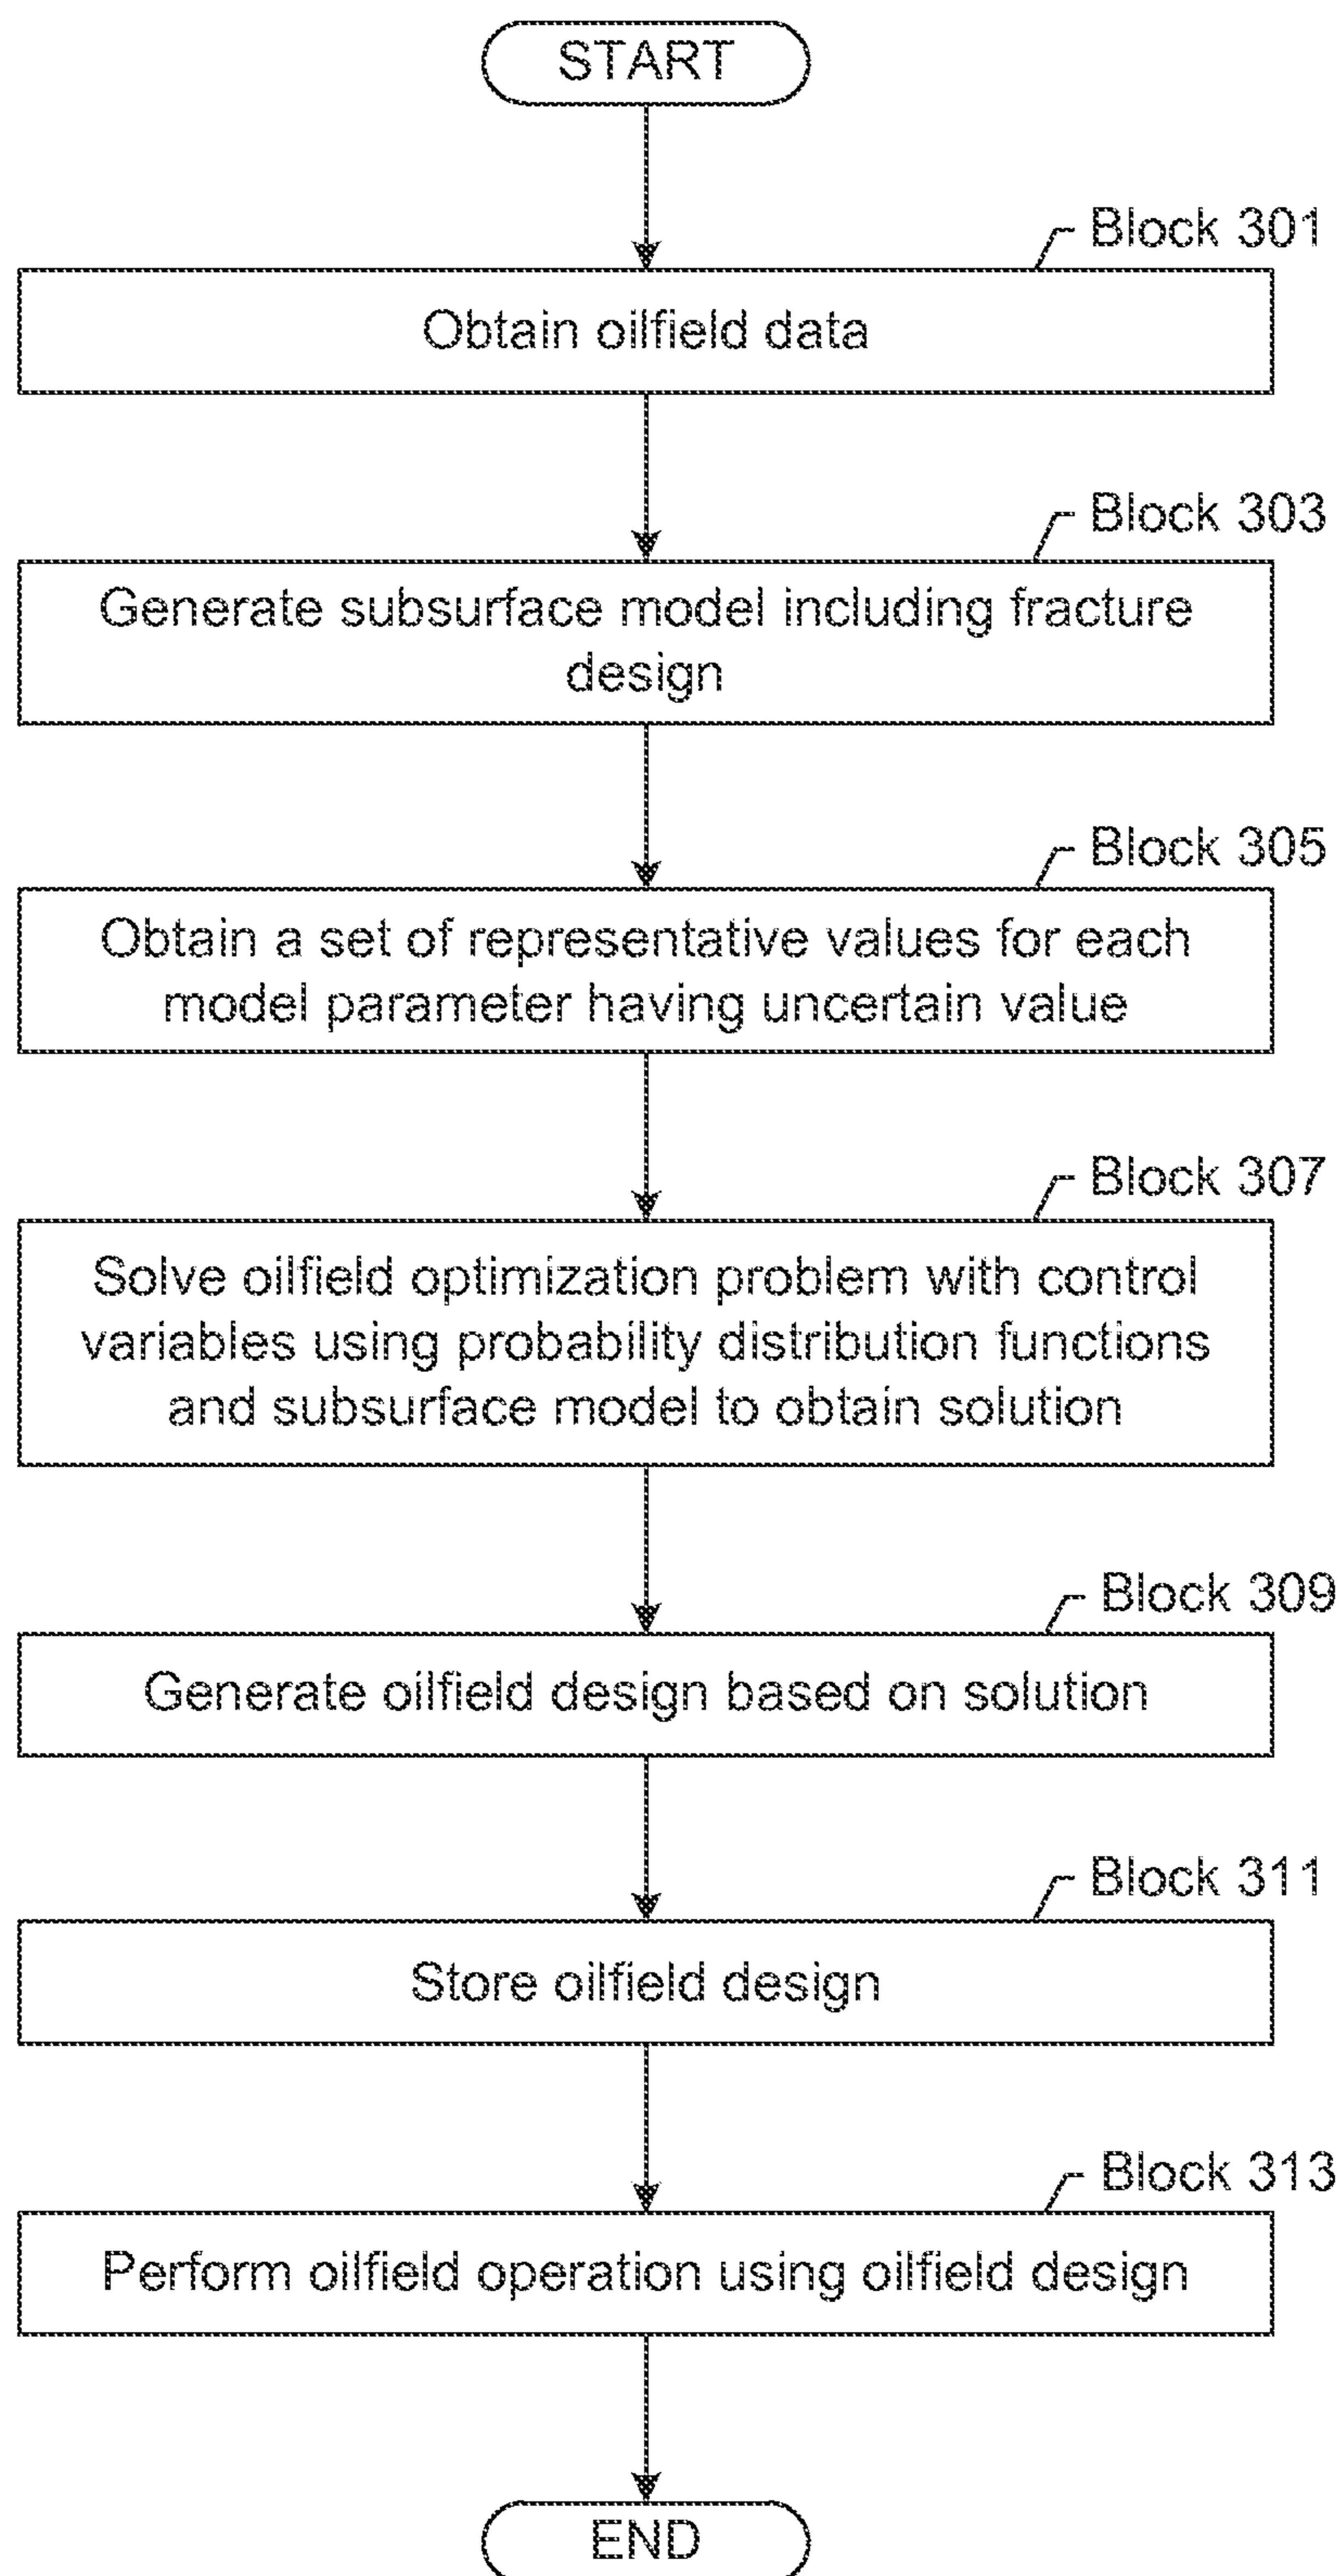 START
Block 301
Obtain oilfield data
Block 303
Generate subsurface model including fracture
design
Block 305
Obtain a set of representative values for each
model parameter having uncertain value
Block 307
Solve oilfield optimization problem with control
variables using probability distribution functions
and subsurface model to obtain solution
Block 309
Generate oilfield design based on solution
Block 311
Store oilfield design
Block 313
Perform oilfield operation using oilfield design
END